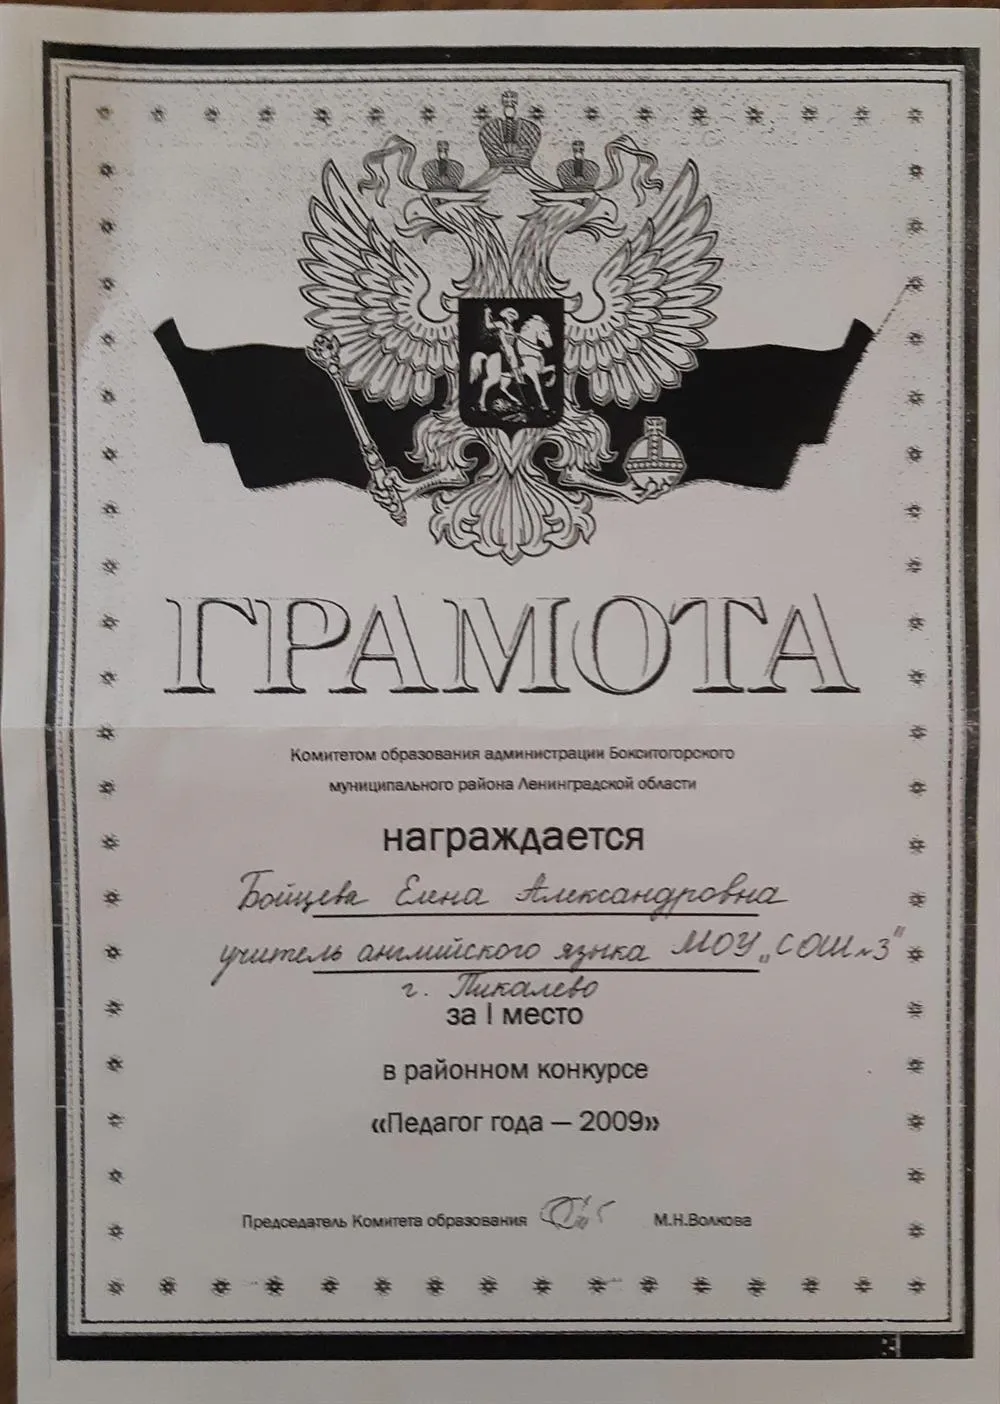 ГРАМОТА
Комитетом образования администрации Бокситогорского
муниципального района Ленинградской области
награждается
Бойцева Елена Александровна
учитель английского языка МОУ „СОШ №3"
г. Пикалево
за I место
в районном конкурсе
«Педагог года — 2009»
Председатель Комитета образования М.Н.Волкова